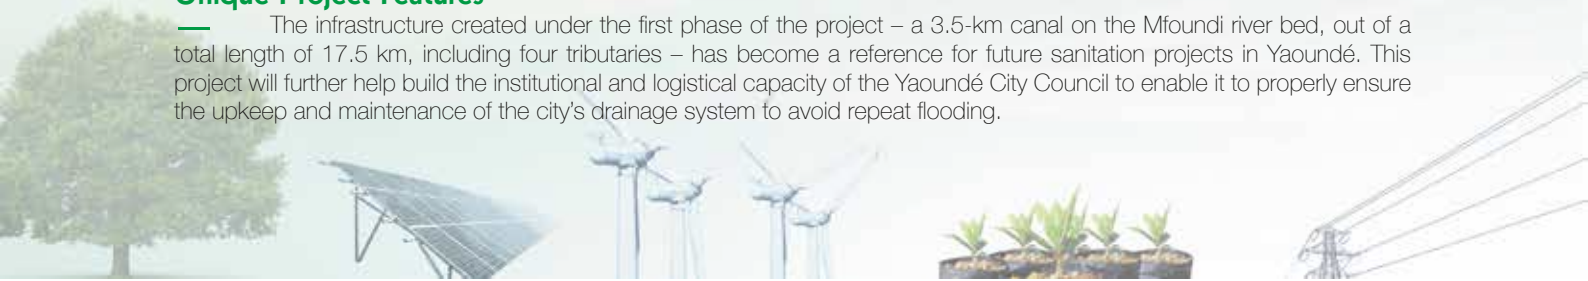 Unique Project Features
The infrastructure created under the first phase of the project – a 3.5-km canal on the Mfoundi river bed, out of a
total length of 17.5 km, including four tributaries – has become a reference for future sanitation projects in Yaoundé. This
project will further help build the institutional and logistical capacity of the Yaoundé City Council to enable it to properly ensure
the upkeep and maintenance of the city's drainage system to avoid repeat flooding.